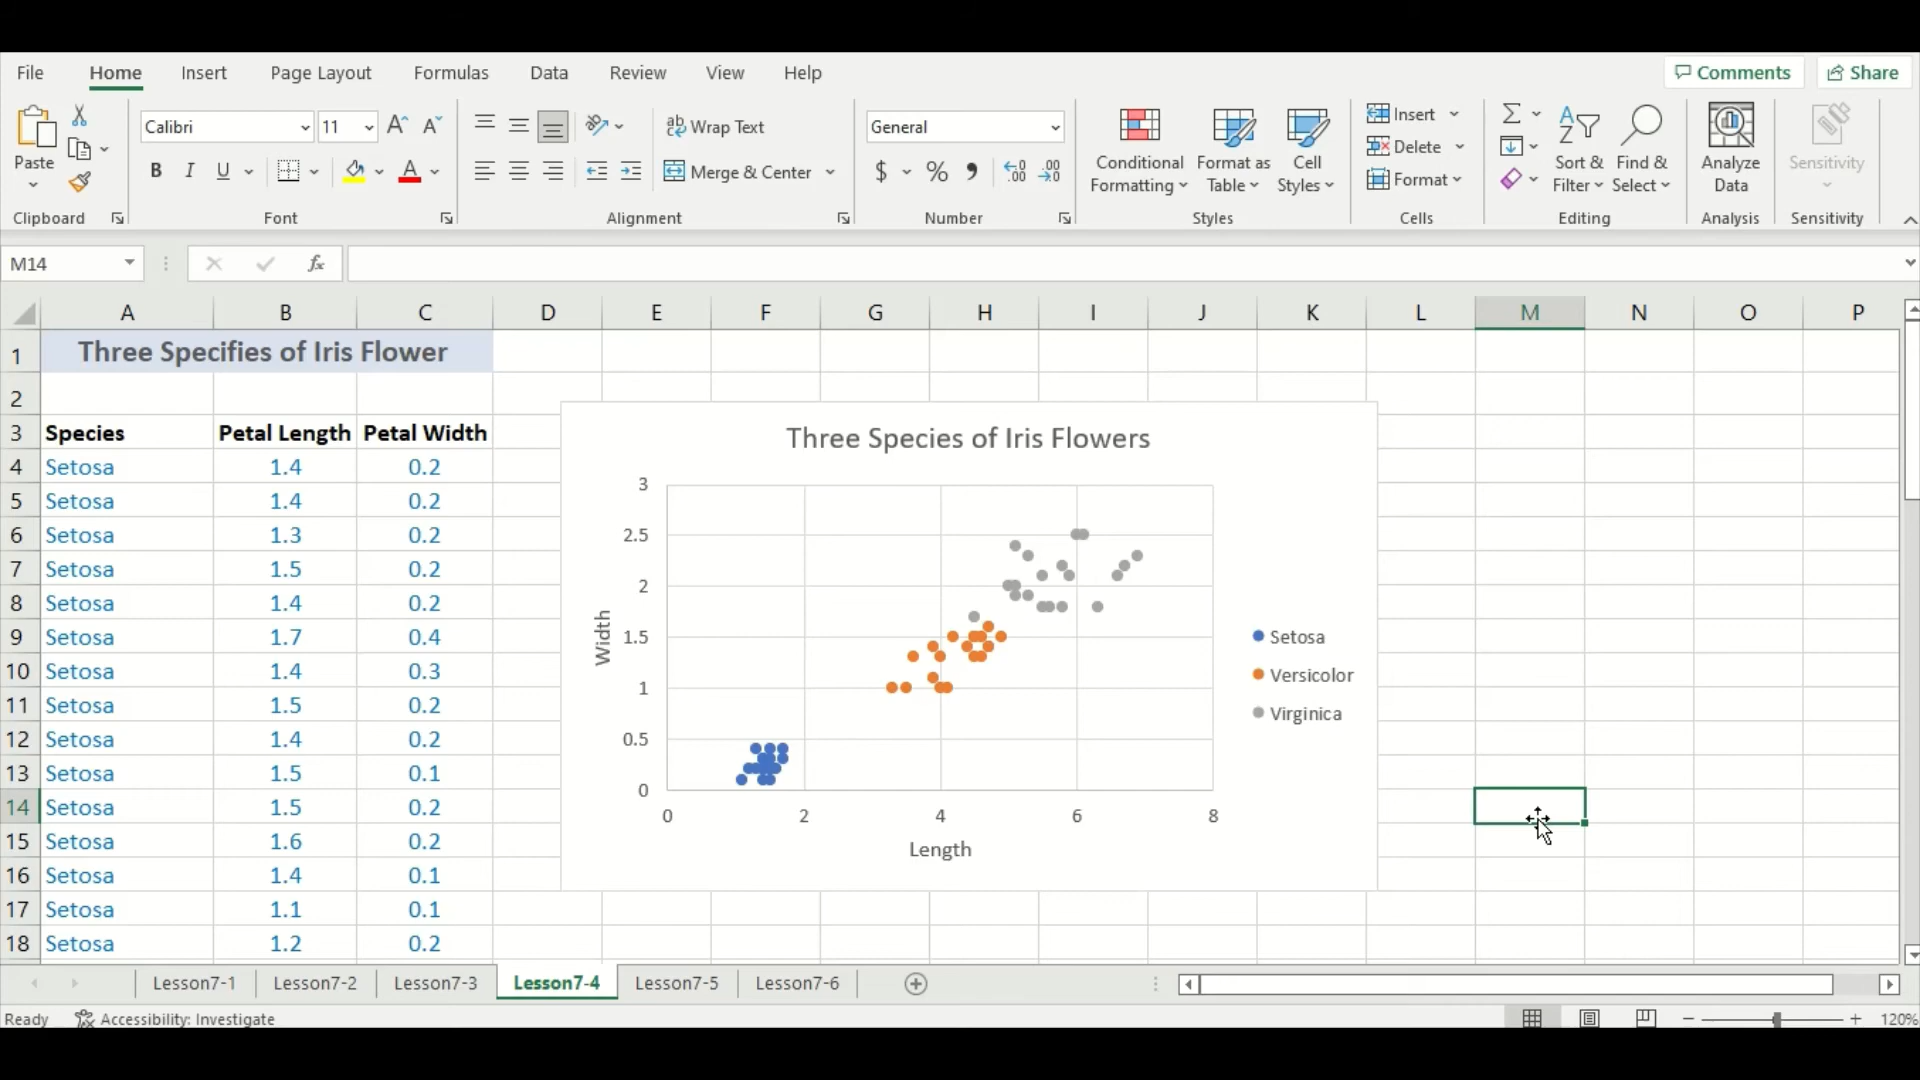 File Home Insert Page Layout Formulas Data Review View Help Comments Share
Paste Calibri 11 Wrap Text General Conditional Formatting Format as Table Cell Styles Insert Delete Format Sort & Filter Find & Select Analyze Data Sensitivity
B I U A Merge & Center $ %
Clipboard Font Alignment Number Styles Cells Editing Analysis Sensitivity
M14 fx
A B C D E F G H I J K L M N O P
1 Three Specifies of Iris Flower
2
3 Species Petal Length Petal Width
4 Setosa 1.4 0.2
5 Setosa 1.4 0.2
6 Setosa 1.3 0.2
7 Setosa 1.5 0.2
8 Setosa 1.4 0.2
9 Setosa 1.7 0.4
10 Setosa 1.4 0.3
11 Setosa 1.5 0.2
12 Setosa 1.4 0.2
13 Setosa 1.5 0.1
14 Setosa 1.5 0.2
15 Setosa 1.6 0.2
16 Setosa 1.4 0.1
17 Setosa 1.1 0.1
18 Setosa 1.2 0.2
Three Species of Iris Flowers
3
2.5
2
1.5
1
0.5
0
Width
0 2 4 6 8
Length
Setosa
Versicolor
Virginica
Lesson7-1 Lesson7-2 Lesson7-3 Lesson7-4 Lesson7-5 Lesson7-6
Ready Accessibility: Investigate 120%